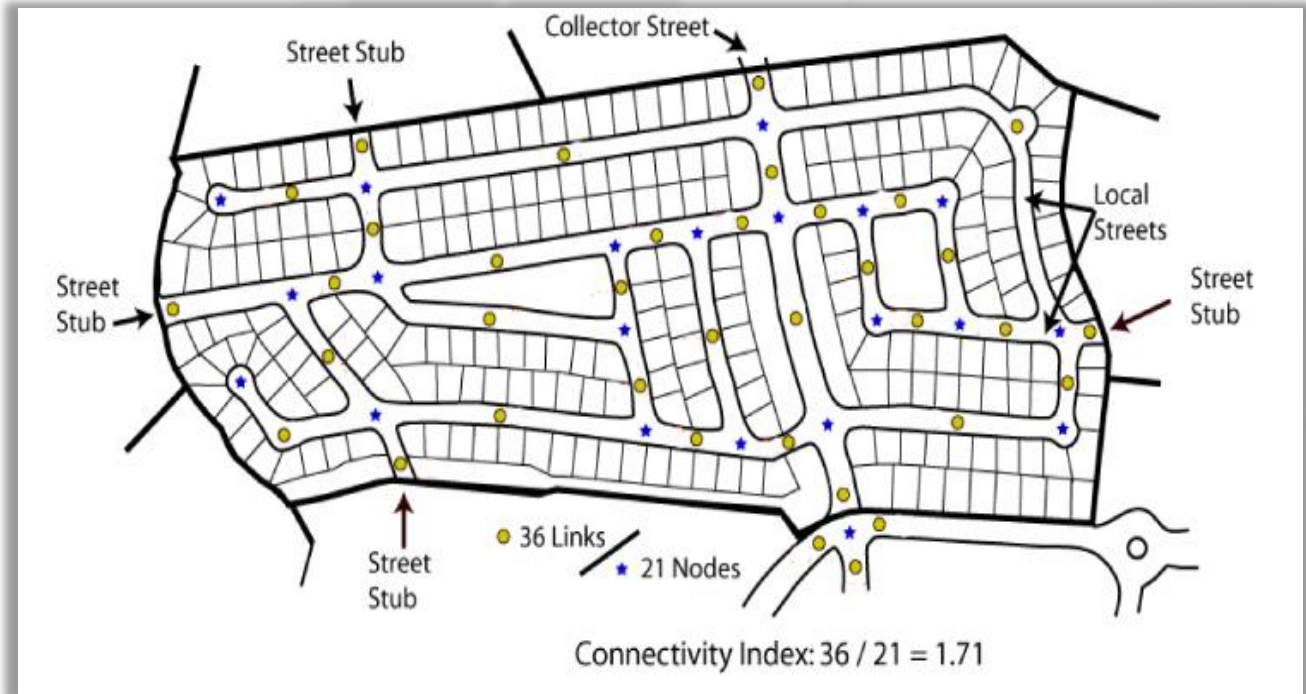 Collector Street
Street Stub
Local
Streets
Street
Stub
Street
Stub
36 Links
21 Nodes
Street
Stub
Connectivity Index: 36 / 21 = 1.71